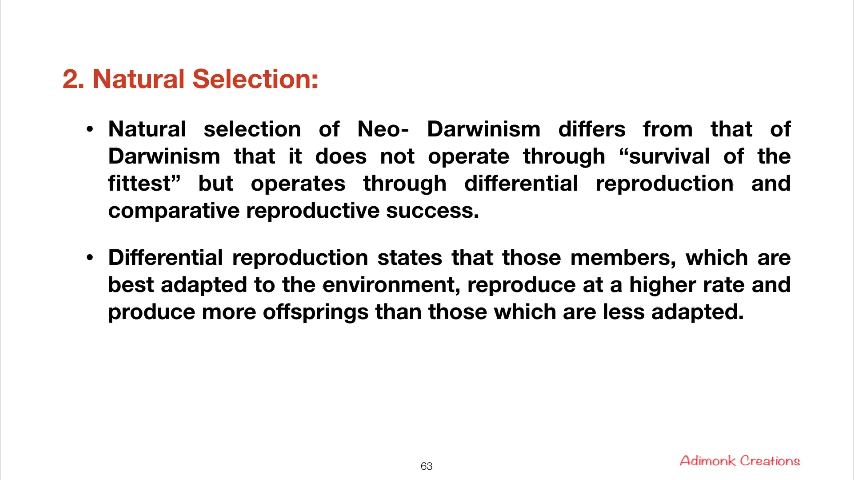 2. Natural Selection:
• Natural selection of Neo- Darwinism differs from that of
Darwinism that it does not operate through “survival of the
fittest” but operates through differential reproduction and
comparative reproductive success.
• Differential reproduction states that those members, which are
best adapted to the environment, reproduce at a higher rate and
produce more offsprings than those which are less adapted.
63
Adimonk Creations